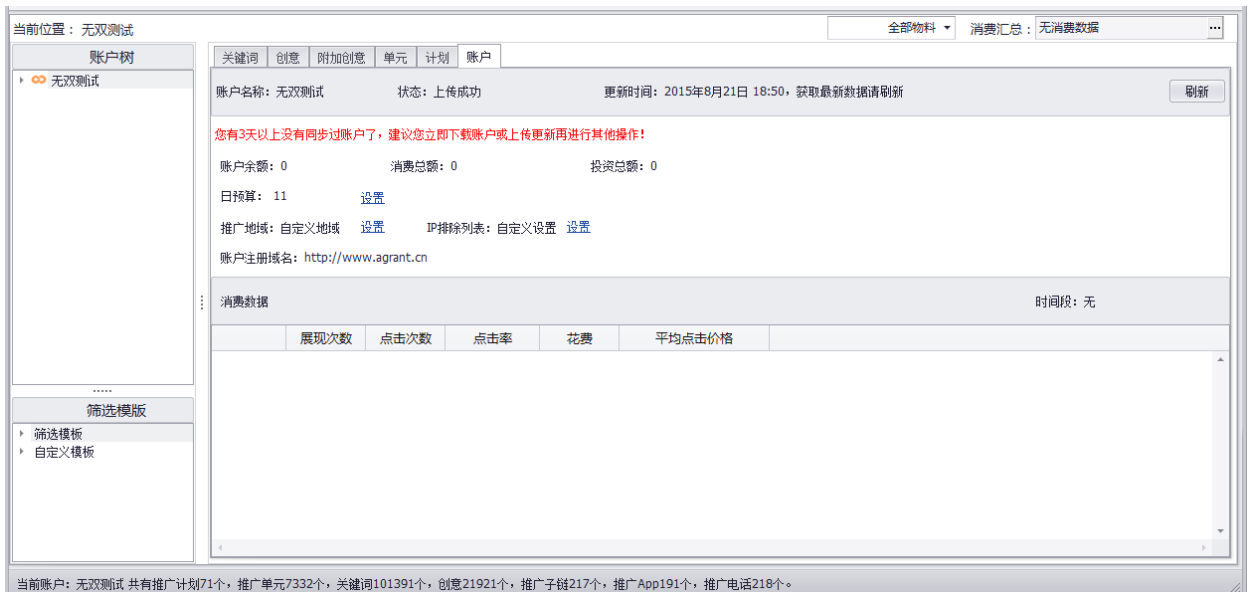 当前位置： 无双测试
全部物料
消费汇总：
无消费数据
...
账户树
无双测试
筛选模版
筛选模板
自定义模板
关键词 创意 附加创意 单元 计划 账户
账户名称：无双测试 状态：上传成功 更新时间：2015年8月21日 18:50，获取最新数据请刷新
刷新
您有3天以上没有同步过账户了，建议您立即下载账户或上传更新再进行其他操作！
账户余额：0 消费总额：0 投资总额：0
日预算： 11 设置
推广地域：自定义地域 设置 IP排除列表：自定义设置 设置
账户注册域名：http://www.agrant.cn
消费数据 时间段：无
展现次数 点击次数 点击率 花费 平均点击价格
当前账户：无双测试 共有推广计划71个，推广单元7332个，关键词101391个，创意21921个，推广子链217个，推广App191个，推广电话218个。